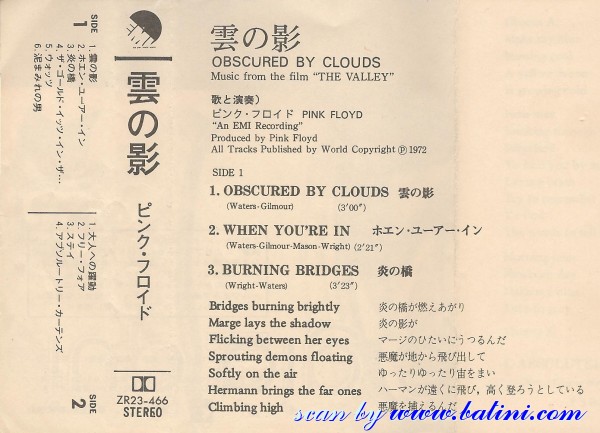 SIDE 1
1. 雲の影
2. ホエン・ユーアー・イン
3. 炎の橋
4. ザ・ゴールド・イッツ・イン・ザ…
5. ウォッツ
6. 泥まみれの男
1. 大人への躍動
2. フリー・フォア
3. ステイ
4. アブソルートリー・カーテンズ
SIDE 2
雲の影
ピンク・フロイド
ZR23-466
STEREO
雲の影
OBSCURED BY CLOUDS
Music from the film "THE VALLEY"
歌と演奏)
ピンク・フロイド PINK FLOYD
"An EMI Recording"
Produced by Pink Floyd
All Tracks Published by World Copyright Ⓟ1972
SIDE 1
1. OBSCURED BY CLOUDS 雲の影
(Waters-Gilmour) (3'00")
2. WHEN YOU'RE IN ホエン・ユーアー・イン
(Waters-Gilmour-Mason-Wright) (2'21")
3. BURNING BRIDGES 炎の橋
(Wright-Waters) (3'23")
Bridges burning brightly 炎の橋が燃えあがり
Marge lays the shadow 炎の影が
Flicking between her eyes マージのひたいにうつるんだ
Sprouting demons floating 悪魔が地から飛び出して
Softly on the air ゆったりゆったり宙をまい
Hermann brings the far ones ハーマンが遠くに飛び,高く登ろうとしている
Climbing high 悪魔を捕えるんだ
scan by www.batini.com